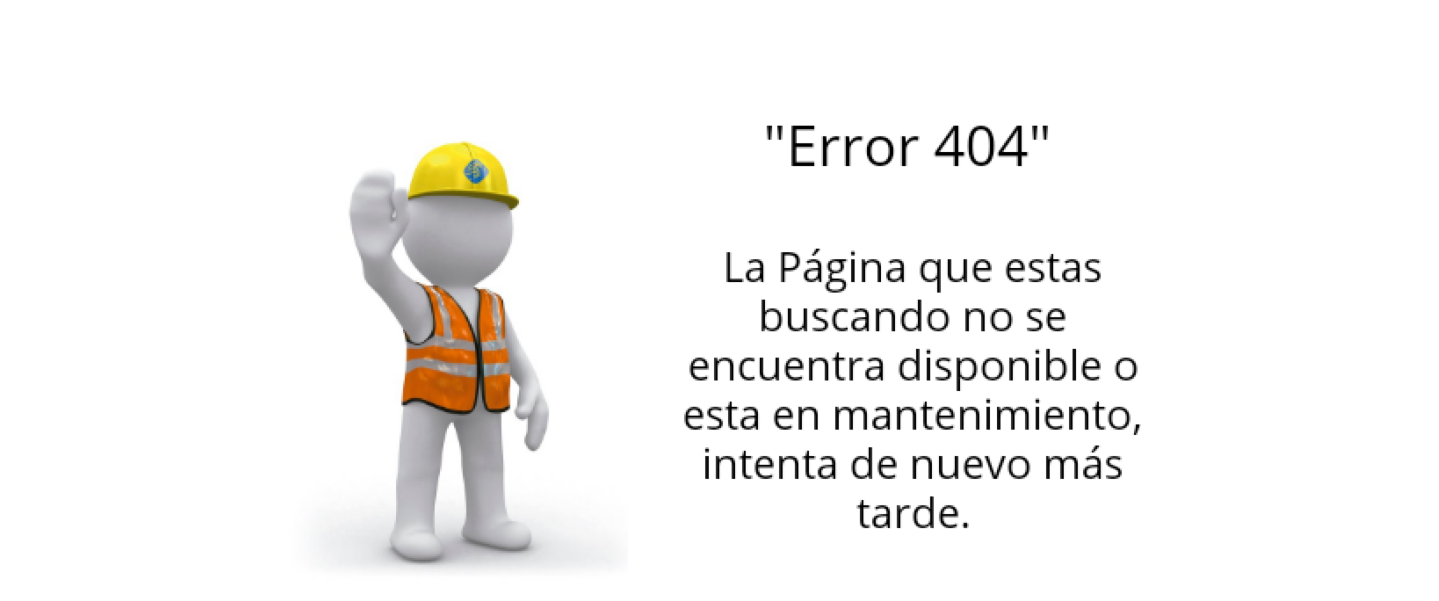 "Error 404"
La Página que estas
buscando no se
encuentra disponible o
esta en mantenimiento,
intenta de nuevo más
tarde.